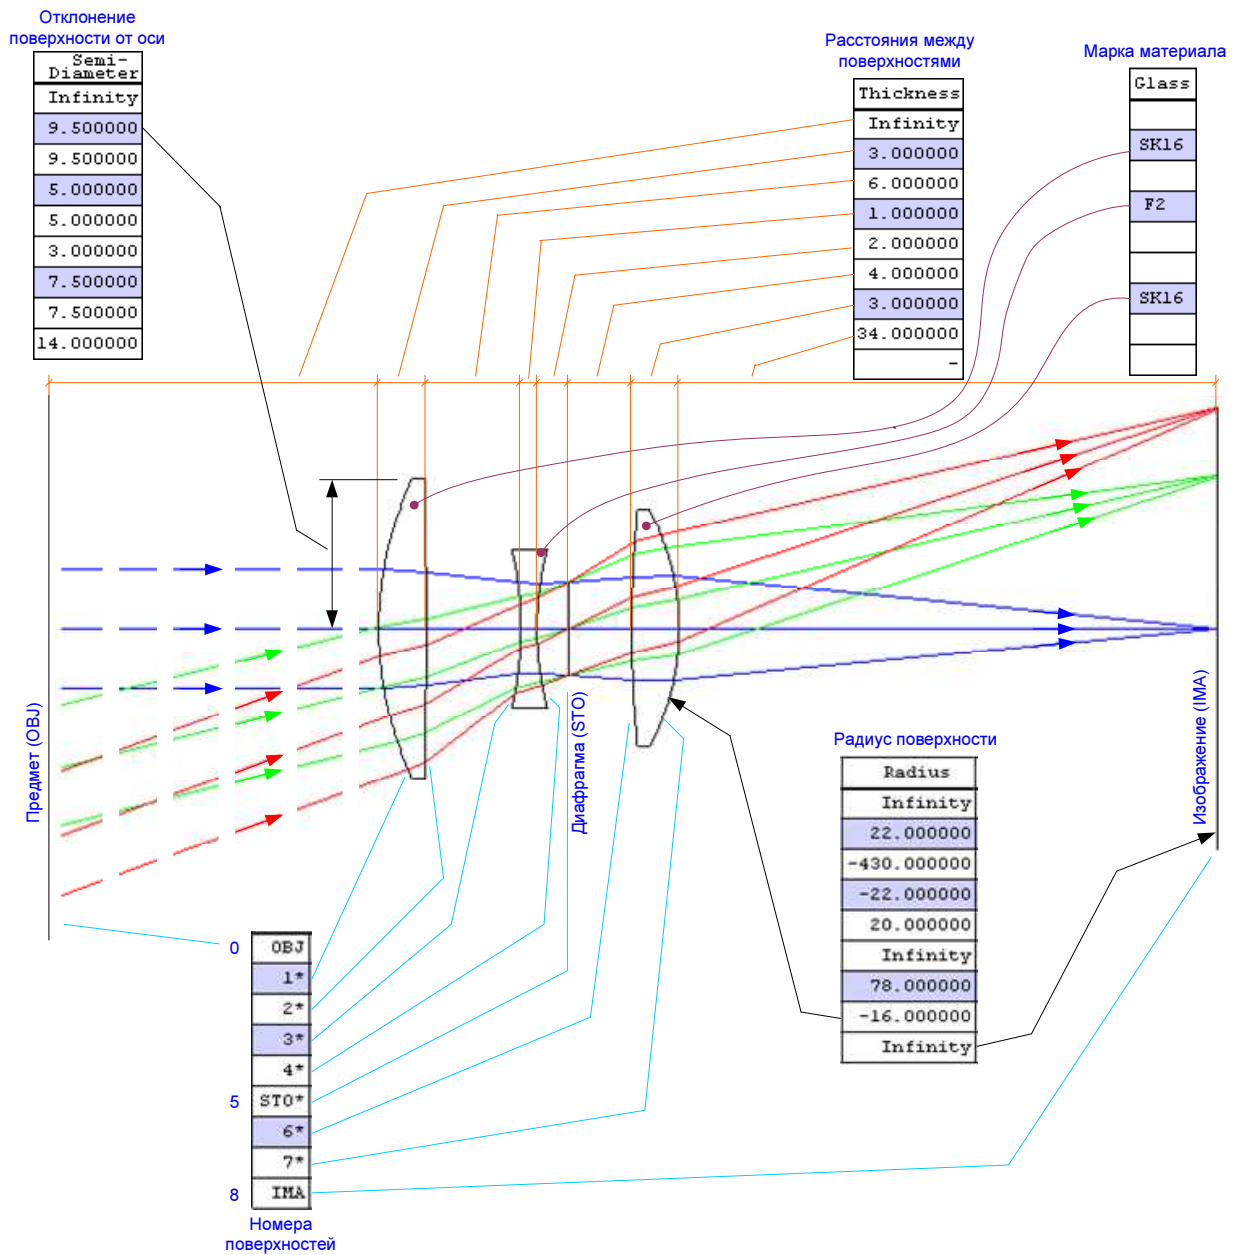 Отклонение
поверхности от оси
Semi-
Diameter
Infinity
9.500000
9.500000
5.000000
5.000000
3.000000
7.500000
7.500000
14.000000
Расстояния между
поверхностями
Thickness
Infinity
3.000000
6.000000
1.000000
2.000000
4.000000
3.000000
34.000000
-
Марка материала
Glass
SK16
F2
SK16
Предмет (OBJ)
Диафрагма (STO)
Изображение (IMA)
Радиус поверхности
Radius
Infinity
22.000000
-430.000000
-22.000000
20.000000
Infinity
78.000000
-16.000000
Infinity
0 OBJ
1*
2*
3*
4*
5 STO*
6*
7*
8 IMA
Номера
поверхностей